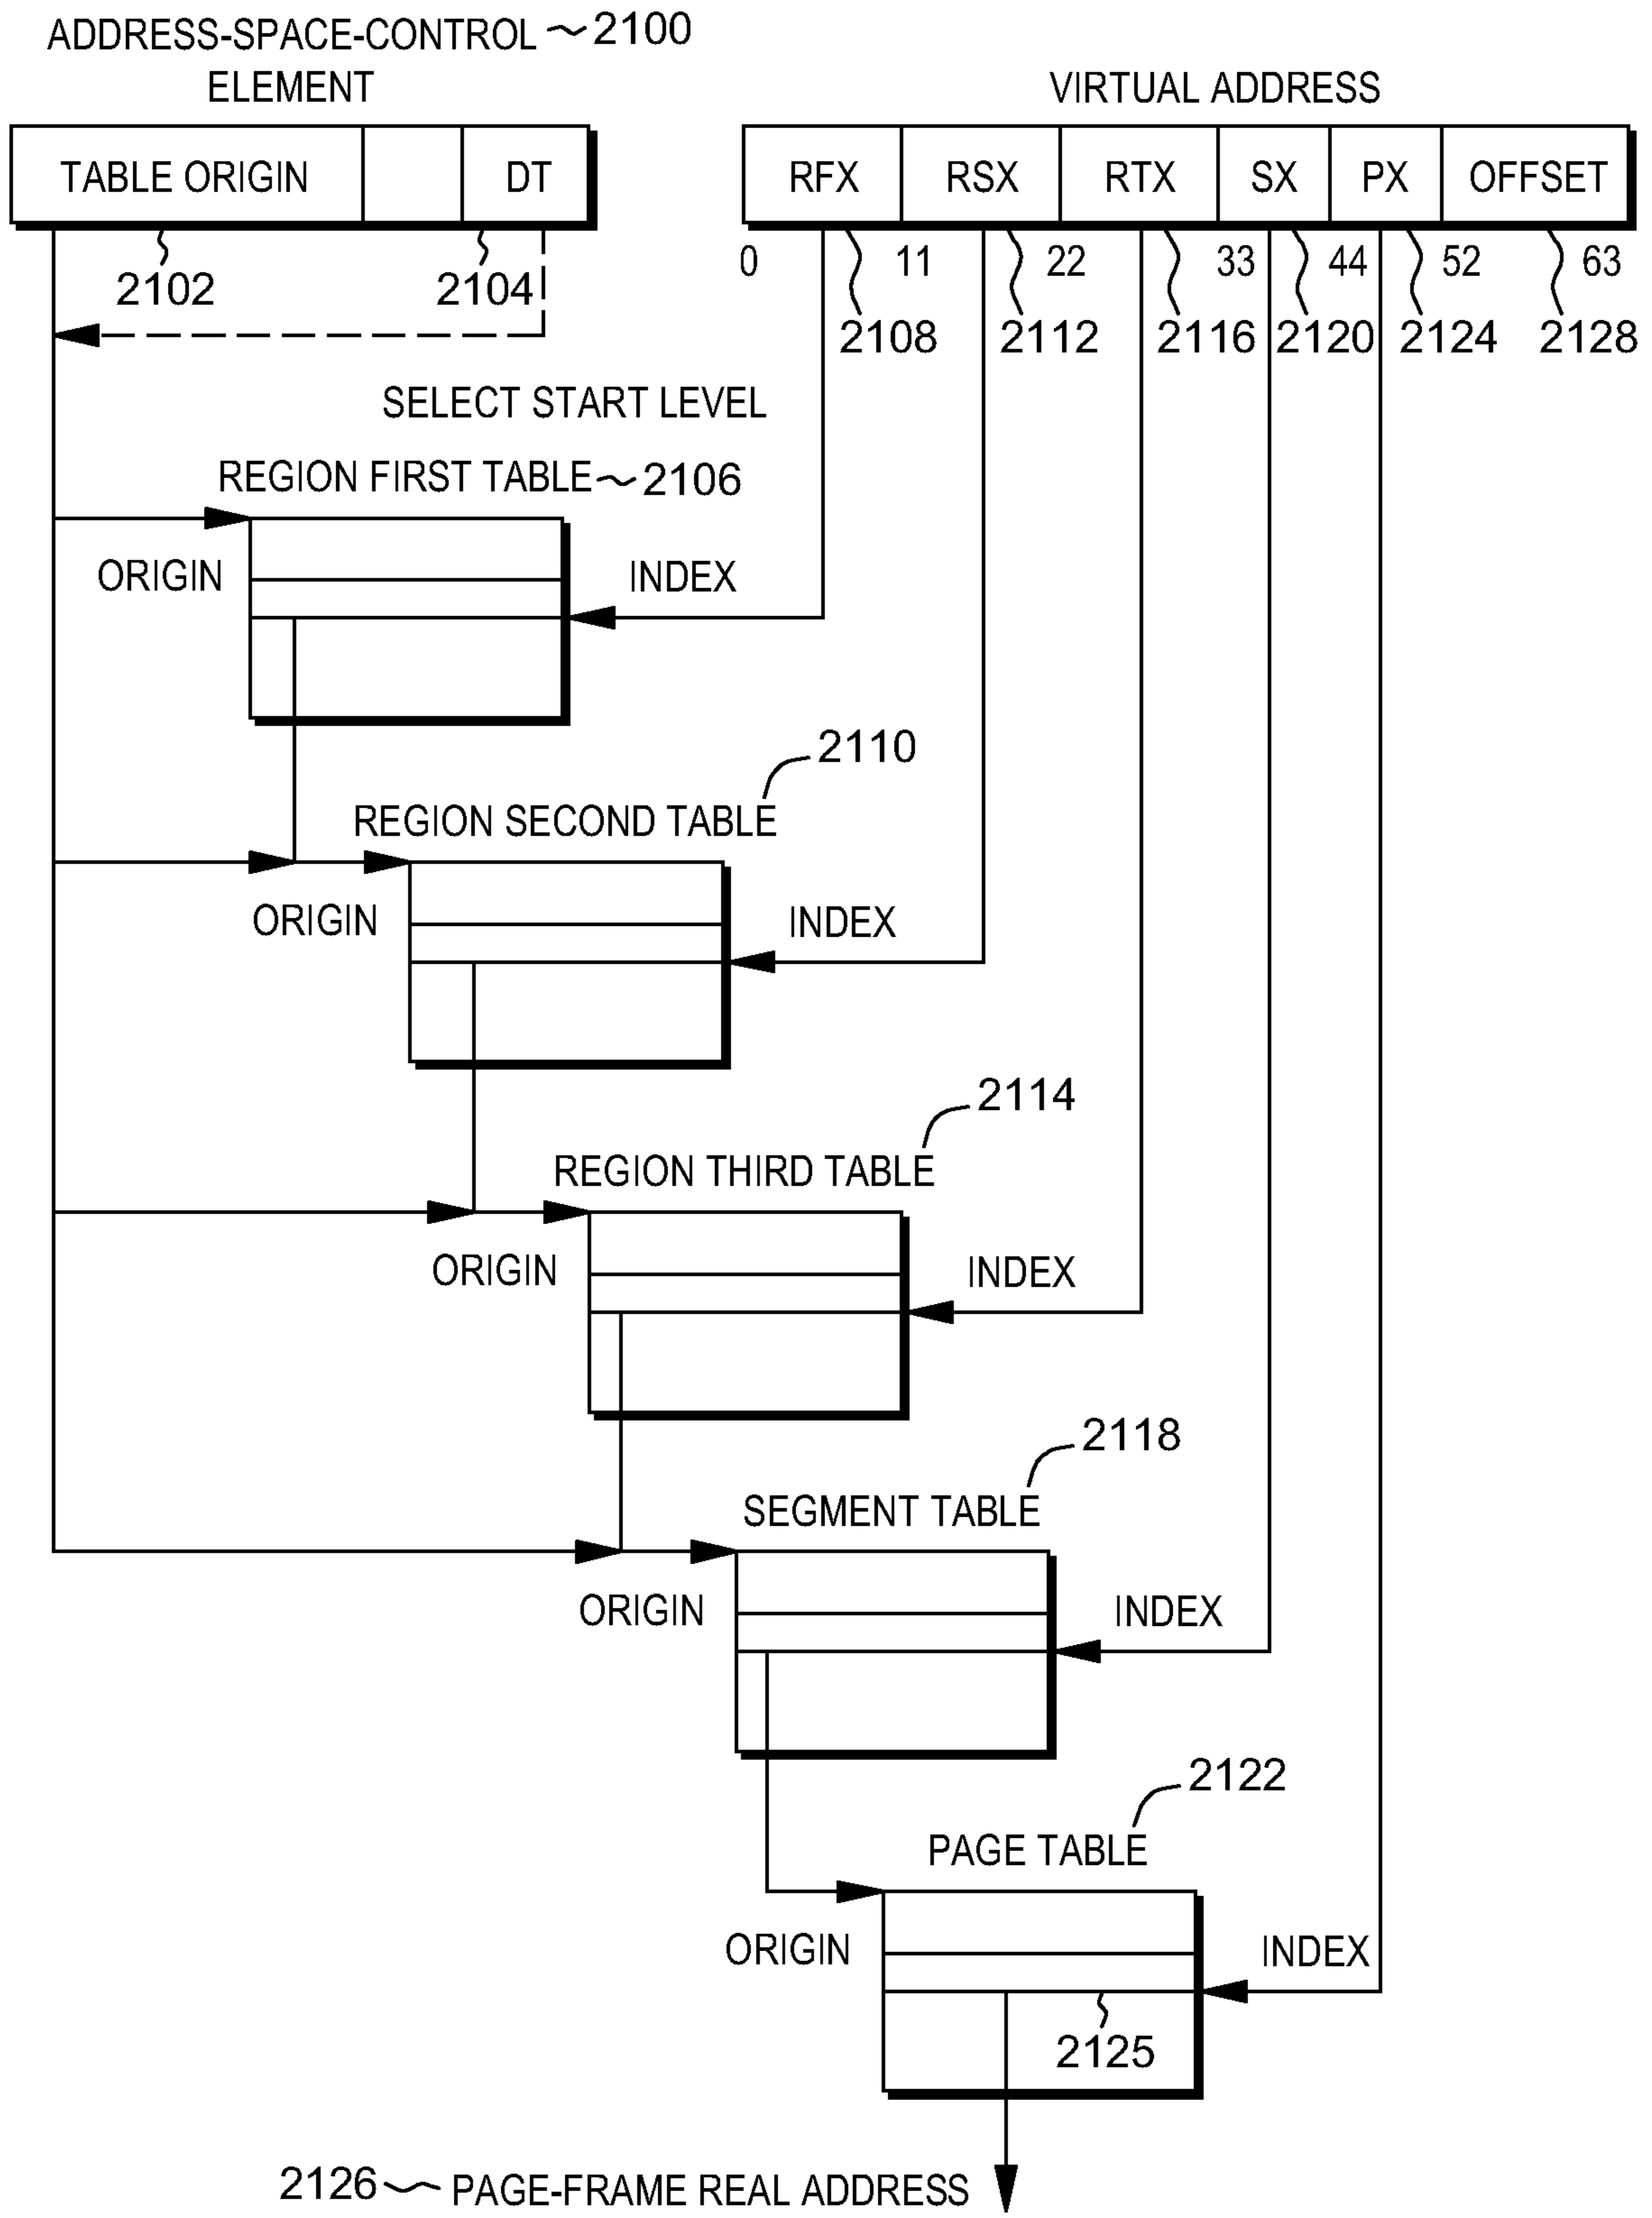 ADDRESS-SPACE-CONTROL 2100
ELEMENT
VIRTUAL ADDRESS
TABLE ORIGIN DT
RFX RSX RTX SX PX OFFSET
0 11 22 33 44 52 63
2102 2104
2108 2112 2116 2120 2124 2128
SELECT START LEVEL
REGION FIRST TABLE 2106
ORIGIN INDEX
2110
REGION SECOND TABLE
ORIGIN INDEX
2114
REGION THIRD TABLE
ORIGIN INDEX
2118
SEGMENT TABLE
ORIGIN INDEX
2122
PAGE TABLE
ORIGIN INDEX
2125
2126 PAGE-FRAME REAL ADDRESS